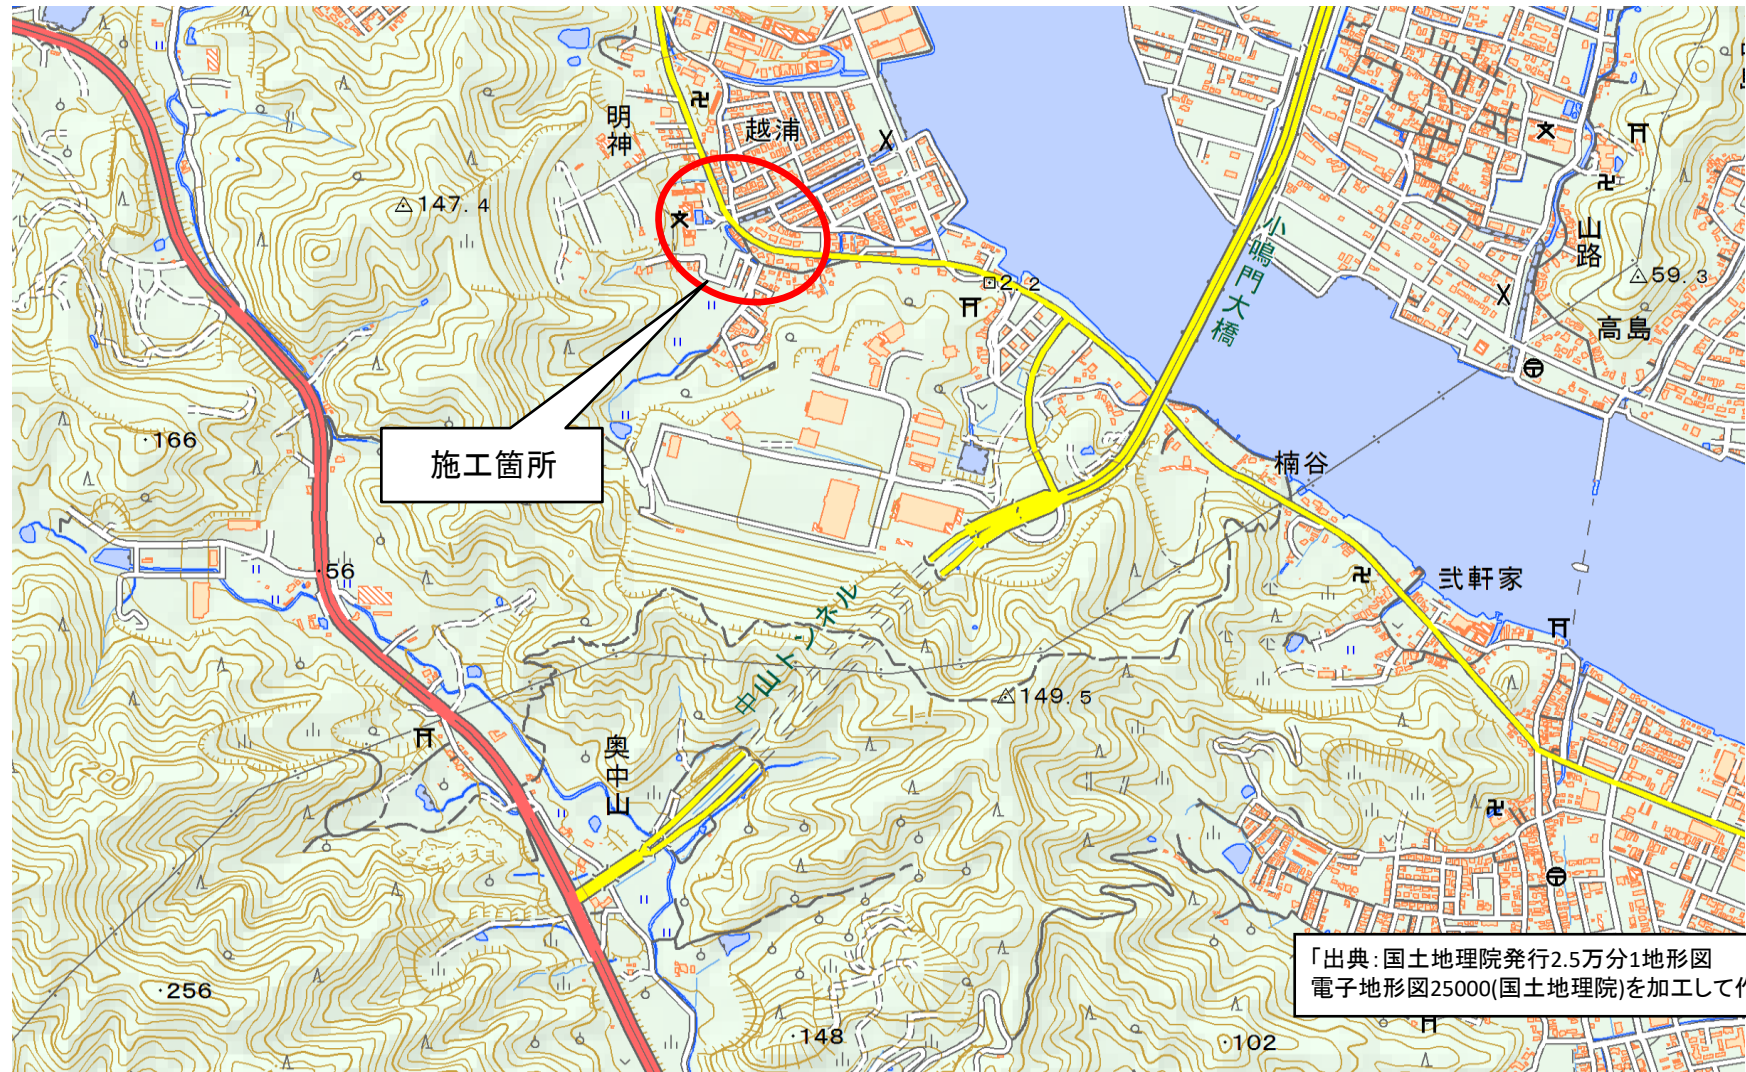 明神
越浦
147.4
小鳴門大橋
山路
59.3
2.2
高島
166
施工箇所
楠谷
56
弐軒家
中山トンネル
149.5
奥中山
200
「出典：国土地理院発行2.5万分1地形図
電子地形図25000(国土地理院)を加工して作
256
148
102